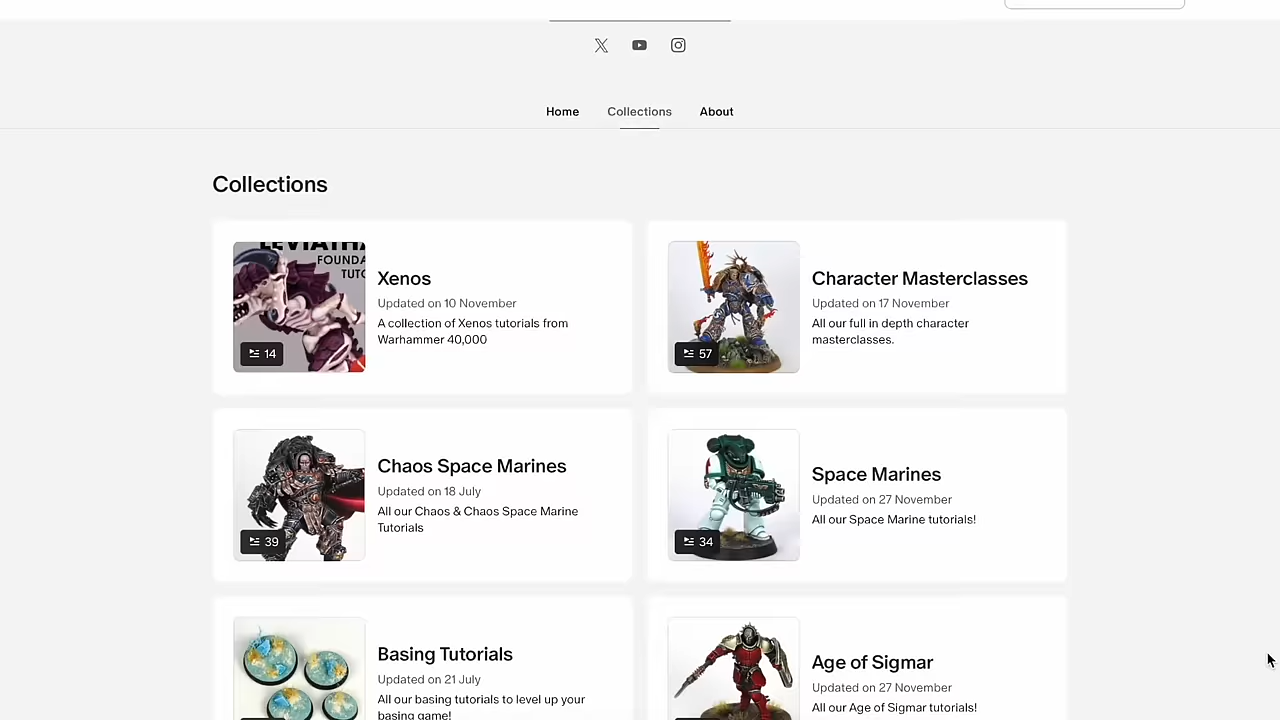 Home
Collections
About
Collections
FOUNDA
TUTO
14
Xenos
Updated on 10 November
A collection of Xenos tutorials from
Warhammer 40,000
57
Character Masterclasses
Updated on 17 November
All our full in depth character
masterclasses.
39
Chaos Space Marines
Updated on 18 July
All our Chaos & Chaos Space Marine
Tutorials
34
Space Marines
Updated on 27 November
All our Space Marine tutorials!
Basing Tutorials
Updated on 21 July
All our basing tutorials to level up your
basing game!
Age of Sigmar
Updated on 27 November
All our Age of Sigmar tutorials!